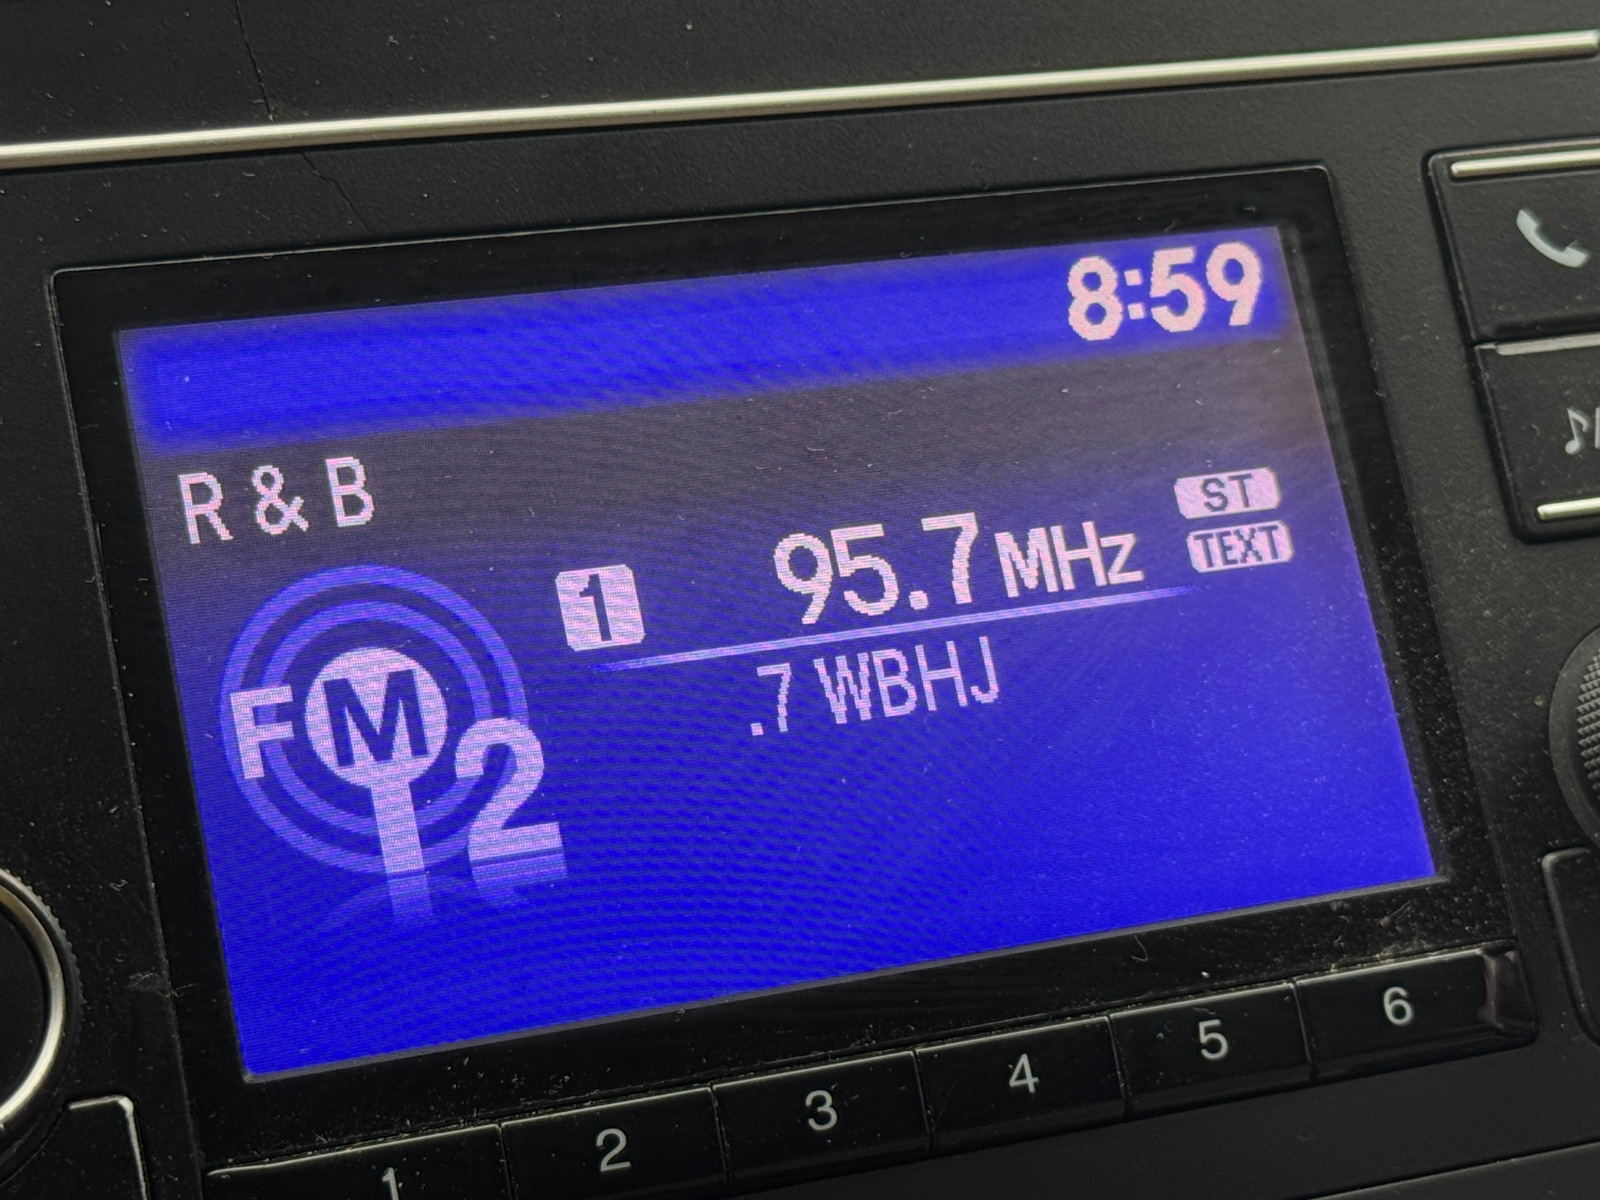 8:59
R & B
ST
1 95.7 MHz
TEXT
.7 WBHJ
FM 2
1 2 3 4 5 6